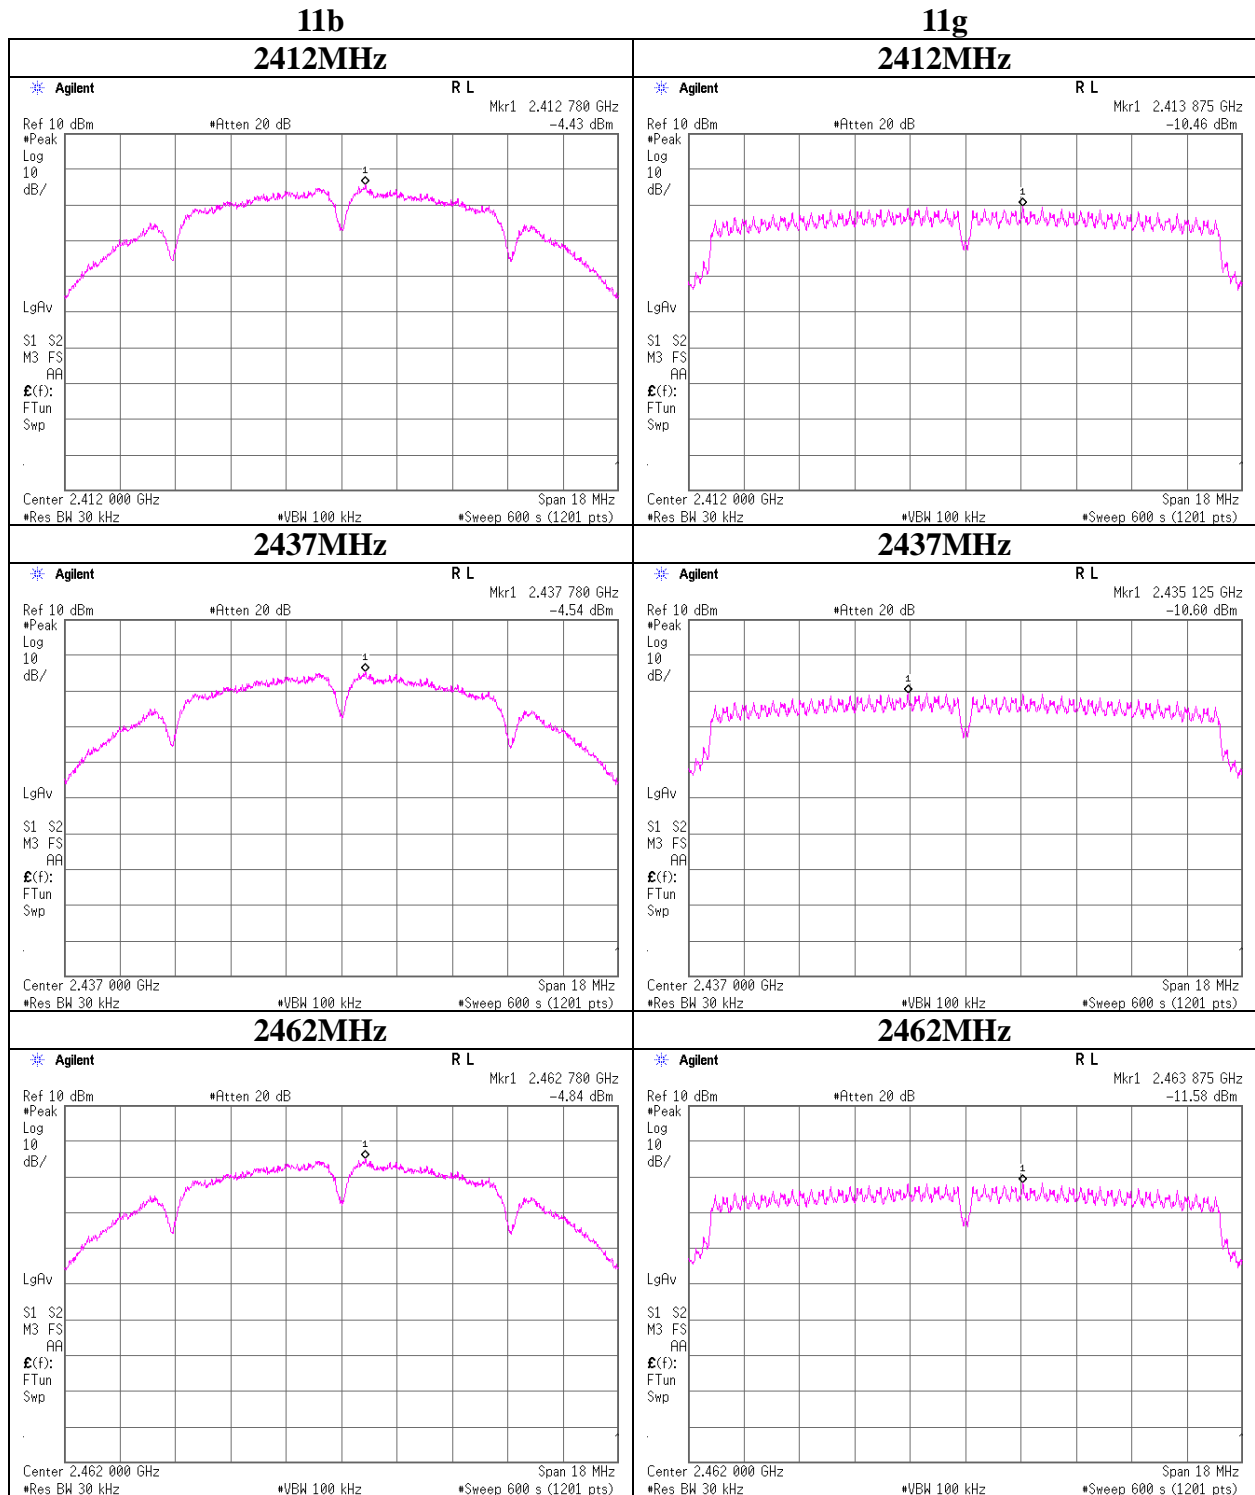 11b 11g
2412MHz 2412MHz
Agilent R L
Mkr1 2.412 780 GHz
Ref 10 dBm #Atten 20 dB -4.43 dBm
#Peak
Log
10
dB/
1
LgAv
S1 S2
M3 FS
AA
£(f):
FTun
Swp
Center 2.412 000 GHz Span 18 MHz
#Res BW 30 kHz #VBW 100 kHz #Sweep 600 s (1201 pts)
Agilent R L
Mkr1 2.413 875 GHz
Ref 10 dBm #Atten 20 dB -10.46 dBm
#Peak
Log
10
dB/
1
LgAv
S1 S2
M3 FS
AA
£(f):
FTun
Swp
Center 2.412 000 GHz Span 18 MHz
#Res BW 30 kHz #VBW 100 kHz #Sweep 600 s (1201 pts)
2437MHz 2437MHz
Agilent R L
Mkr1 2.437 780 GHz
Ref 10 dBm #Atten 20 dB -4.54 dBm
#Peak
Log
10
dB/
1
LgAv
S1 S2
M3 FS
AA
£(f):
FTun
Swp
Center 2.437 000 GHz Span 18 MHz
#Res BW 30 kHz #VBW 100 kHz #Sweep 600 s (1201 pts)
Agilent R L
Mkr1 2.435 125 GHz
Ref 10 dBm #Atten 20 dB -10.60 dBm
#Peak
Log
10
dB/
1
LgAv
S1 S2
M3 FS
AA
£(f):
FTun
Swp
Center 2.437 000 GHz Span 18 MHz
#Res BW 30 kHz #VBW 100 kHz #Sweep 600 s (1201 pts)
2462MHz 2462MHz
Agilent R L
Mkr1 2.462 780 GHz
Ref 10 dBm #Atten 20 dB -4.84 dBm
#Peak
Log
10
dB/
1
LgAv
S1 S2
M3 FS
AA
£(f):
FTun
Swp
Center 2.462 000 GHz Span 18 MHz
#Res BW 30 kHz #VBW 100 kHz #Sweep 600 s (1201 pts)
Agilent R L
Mkr1 2.463 875 GHz
Ref 10 dBm #Atten 20 dB -11.58 dBm
#Peak
Log
10
dB/
1
LgAv
S1 S2
M3 FS
AA
£(f):
FTun
Swp
Center 2.462 000 GHz Span 18 MHz
#Res BW 30 kHz #VBW 100 kHz #Sweep 600 s (1201 pts)